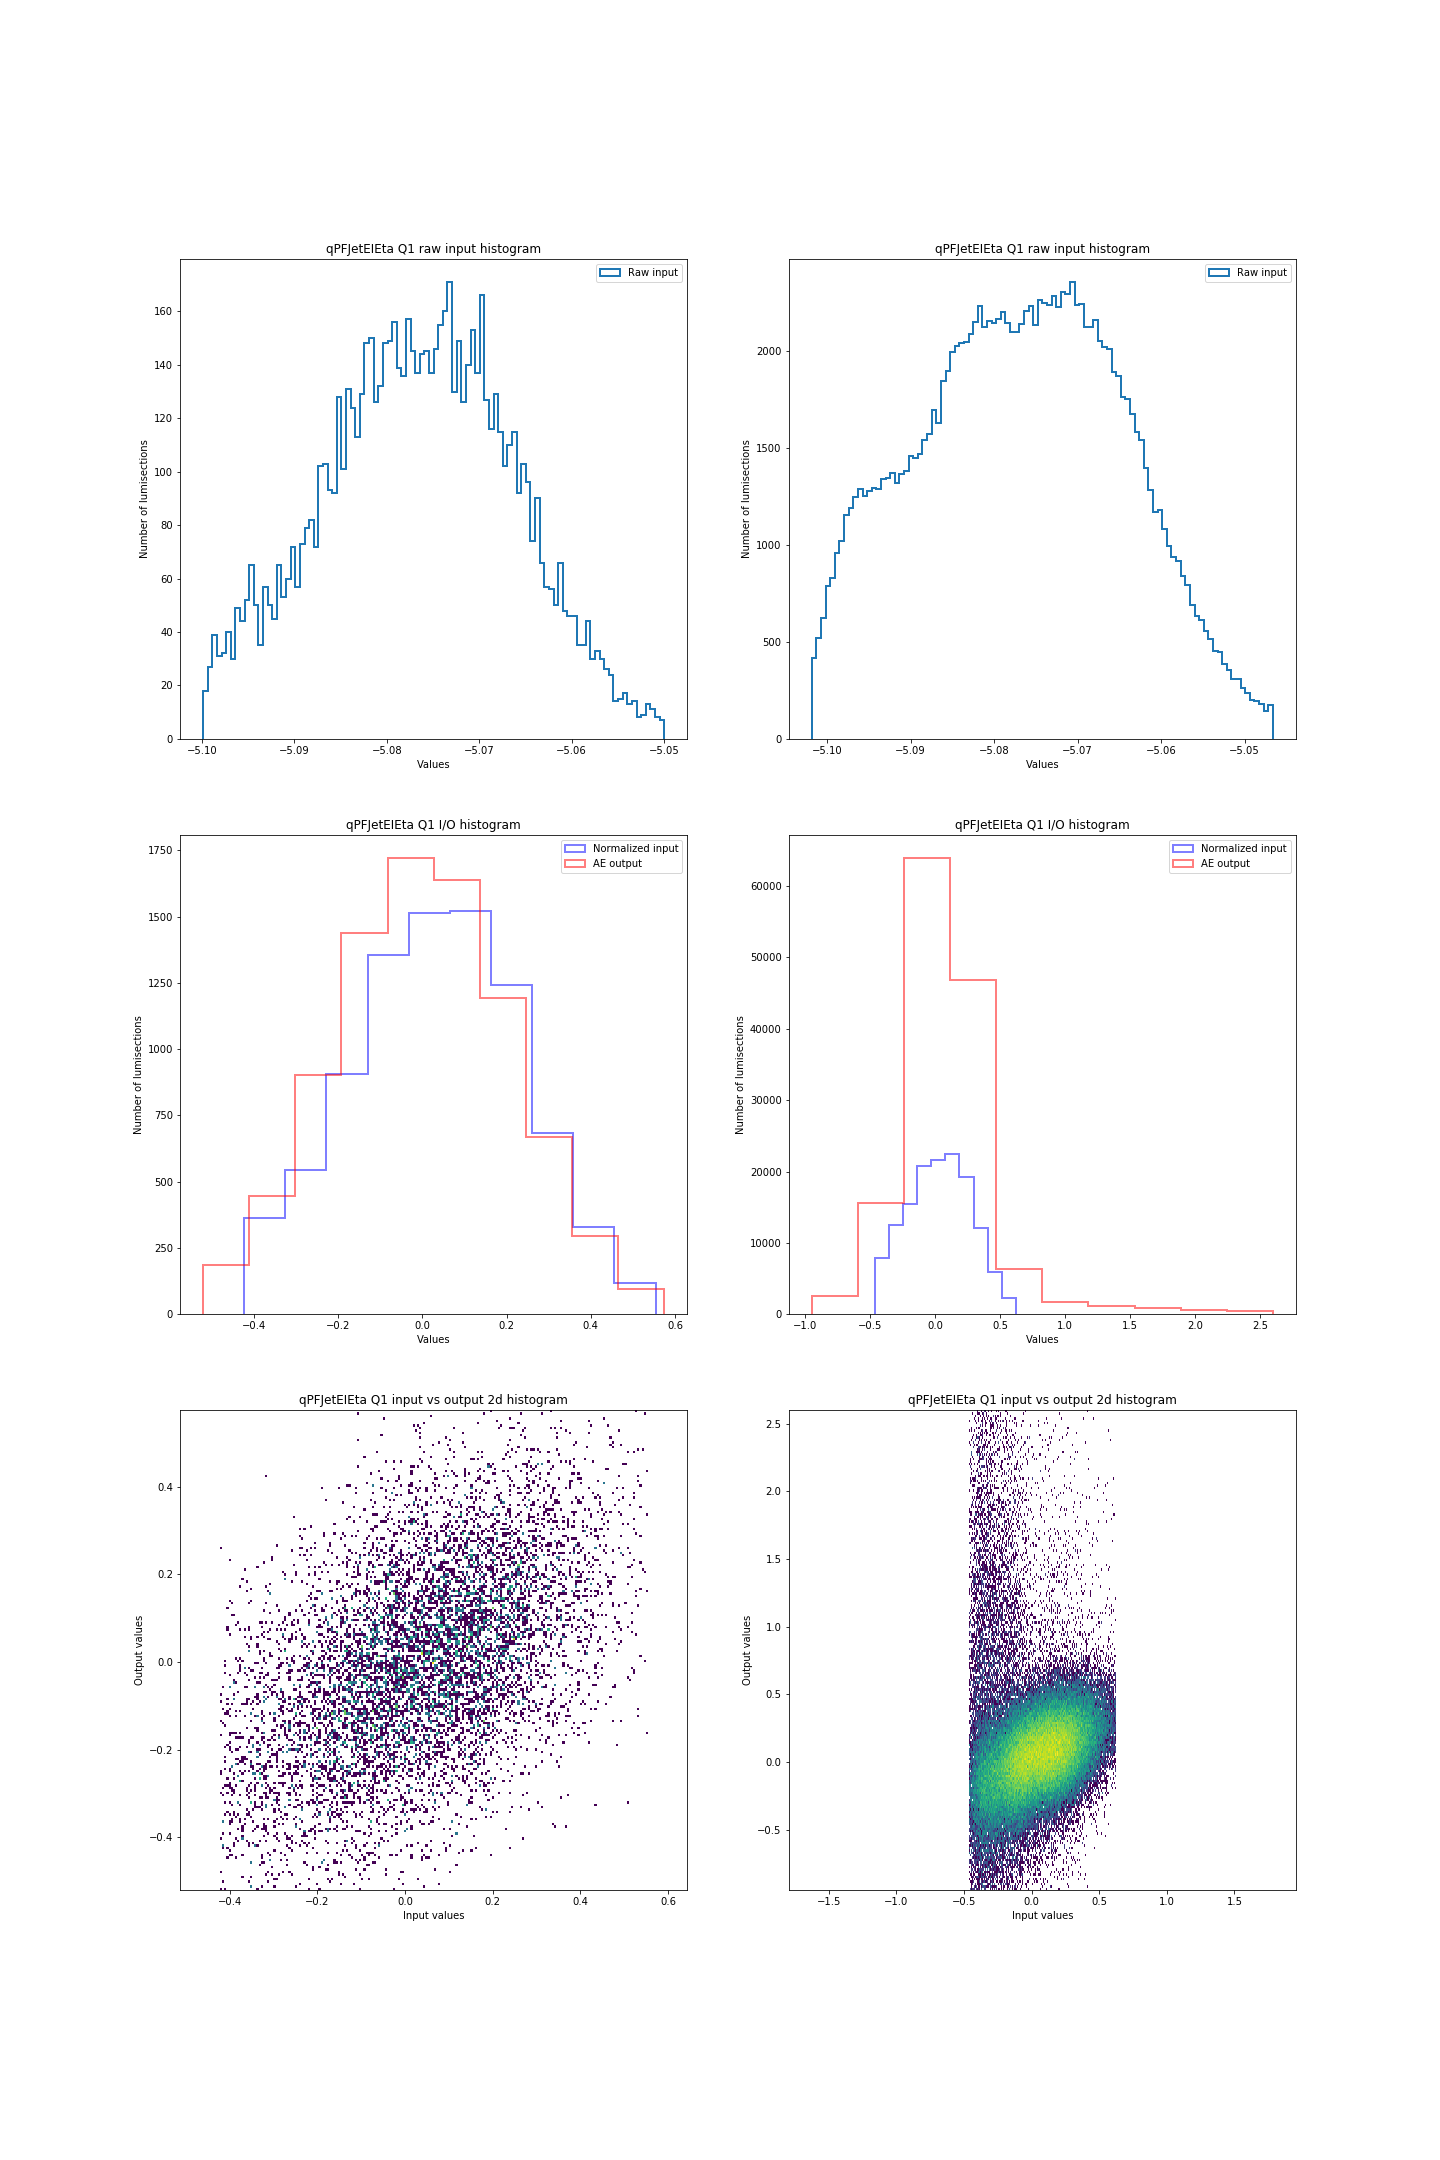 qPFJetEIEta Q1 raw input histogram
Raw input
Number of lumisections
160
140
120
100
80
60
40
20
0
−5.10 −5.09 −5.08 −5.07 −5.06 −5.05
Values
qPFJetEIEta Q1 raw input histogram
Raw input
Number of lumisections
2000
1500
1000
500
0
−5.10 −5.09 −5.08 −5.07 −5.06 −5.05
Values
qPFJetEIEta Q1 I/O histogram
Normalized input
AE output
Number of lumisections
1750
1500
1250
1000
750
500
250
0
−0.4 −0.2 0.0 0.2 0.4 0.6
Values
qPFJetEIEta Q1 I/O histogram
Normalized input
AE output
Number of lumisections
60000
50000
40000
30000
20000
10000
0
−1.0 −0.5 0.0 0.5 1.0 1.5 2.0 2.5
Values
qPFJetEIEta Q1 input vs output 2d histogram
Output values
0.4
0.2
0.0
−0.2
−0.4
−0.4 −0.2 0.0 0.2 0.4 0.6
Input values
qPFJetEIEta Q1 input vs output 2d histogram
Output values
2.5
2.0
1.5
1.0
0.5
0.0
−0.5
−1.5 −1.0 −0.5 0.0 0.5 1.0 1.5
Input values